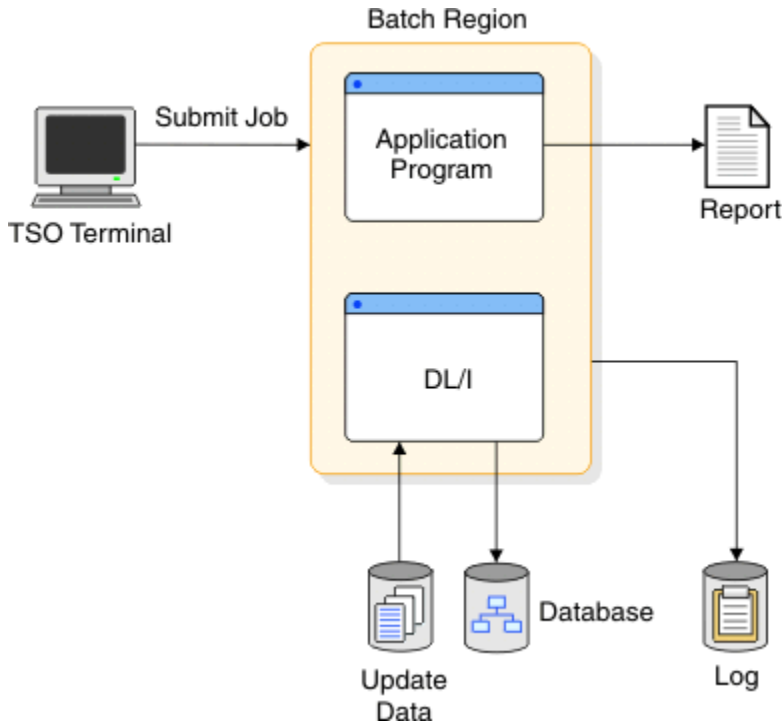 Batch Region
Submit Job
Application
Program
TSO Terminal
Report
DL/I
Database
Update
Data
Log